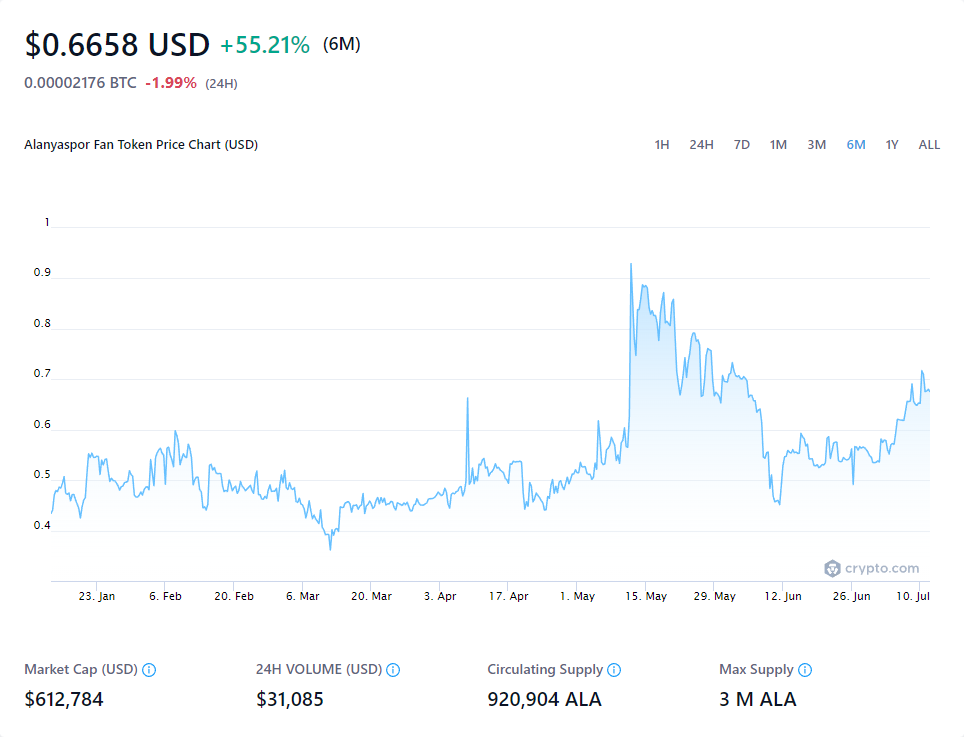 $0.6658 USD +55.21% (6M)
0.00002176 BTC -1.99% (24H)
Alanyaspor Fan Token Price Chart (USD)
1H 24H 7D 1M 3M 6M 1Y ALL
1
0.9
0.8
0.7
0.6
0.5
0.4
crypto.com
23. Jan 6. Feb 20. Feb 6. Mar 20. Mar 3. Apr 17. Apr 1. May 15. May 29. May 12. Jun 26. Jun 10. Jul
Market Cap (USD) 24H VOLUME (USD) Circulating Supply Max Supply
$612,784 $31,085 920,904 ALA 3 M ALA